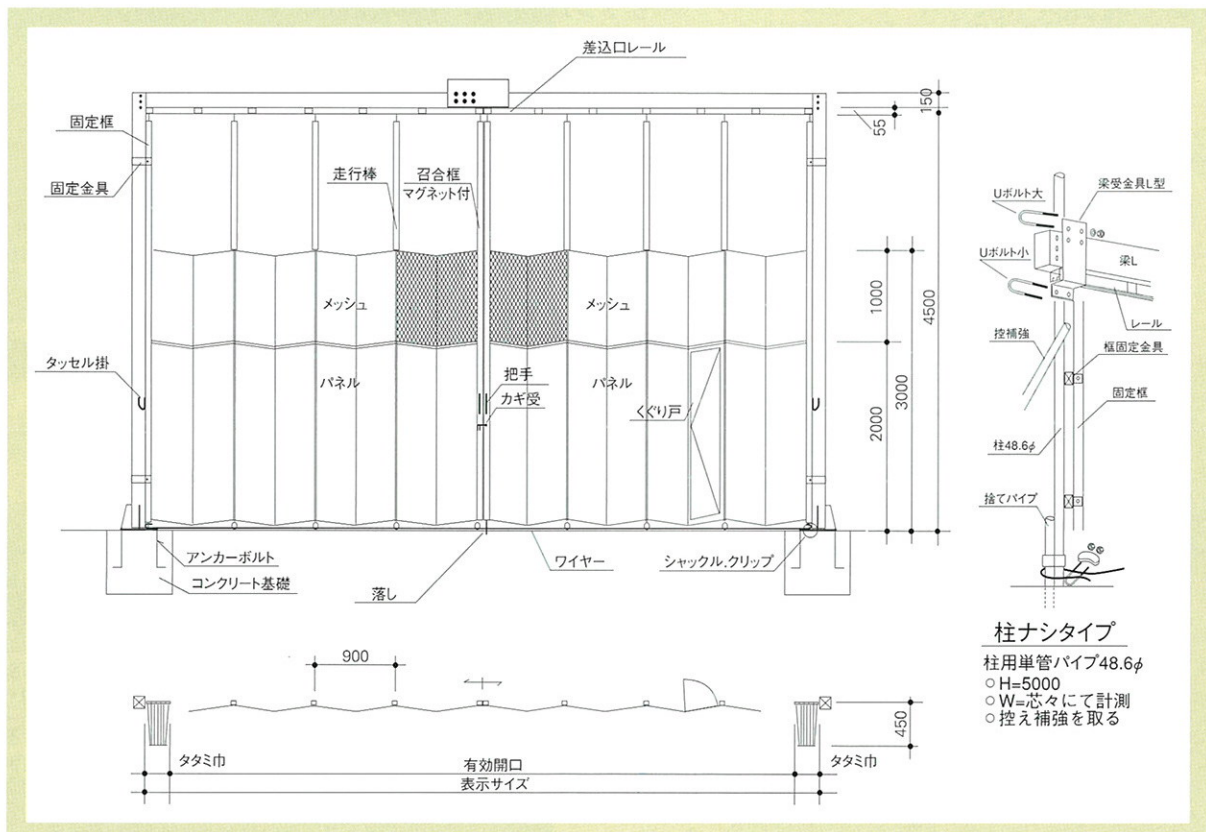 差込口レール
150
55
固定框
固定金具
走行棒
召合框
マグネット付
メッシュ
メッシュ
1000
4500
3000
2000
タッセル掛
パネル
パネル
把手
カギ受
くぐり戸
アンカーボルト
コンクリート基礎
落し
ワイヤー
シャックル.クリップ
900
450
タタミ巾
有効開口
タタミ巾
表示サイズ
Uボルト大
梁受金具L型
Uボルト小
梁L
レール
控補強
框固定金具
固定框
柱48.6φ
捨てパイプ
柱ナシタイプ
柱用単管パイプ48.6φ
○H=5000
○W=芯々にて計測
○控え補強を取る